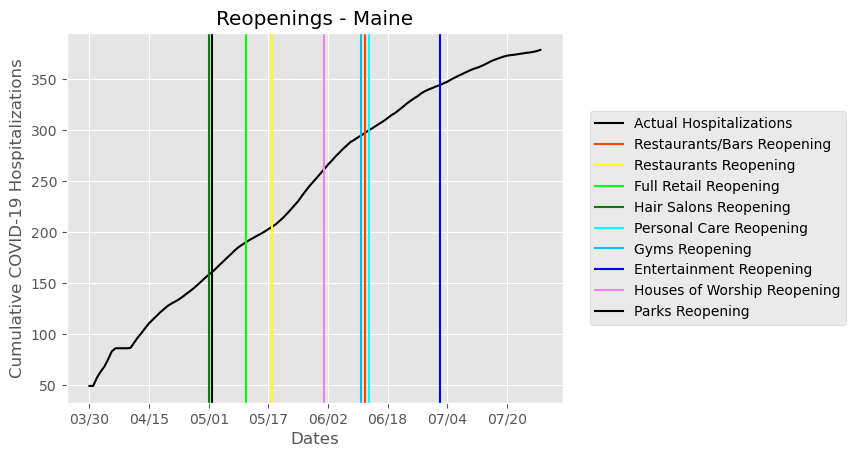 Reopenings - Maine
Cumulative COVID-19 Hospitalizations
350
300
250
200
150
100
50
03/30 04/15 05/01 05/17 06/02 06/18 07/04 07/20
Dates
Actual Hospitalizations
Restaurants/Bars Reopening
Restaurants Reopening
Full Retail Reopening
Hair Salons Reopening
Personal Care Reopening
Gyms Reopening
Entertainment Reopening
Houses of Worship Reopening
Parks Reopening